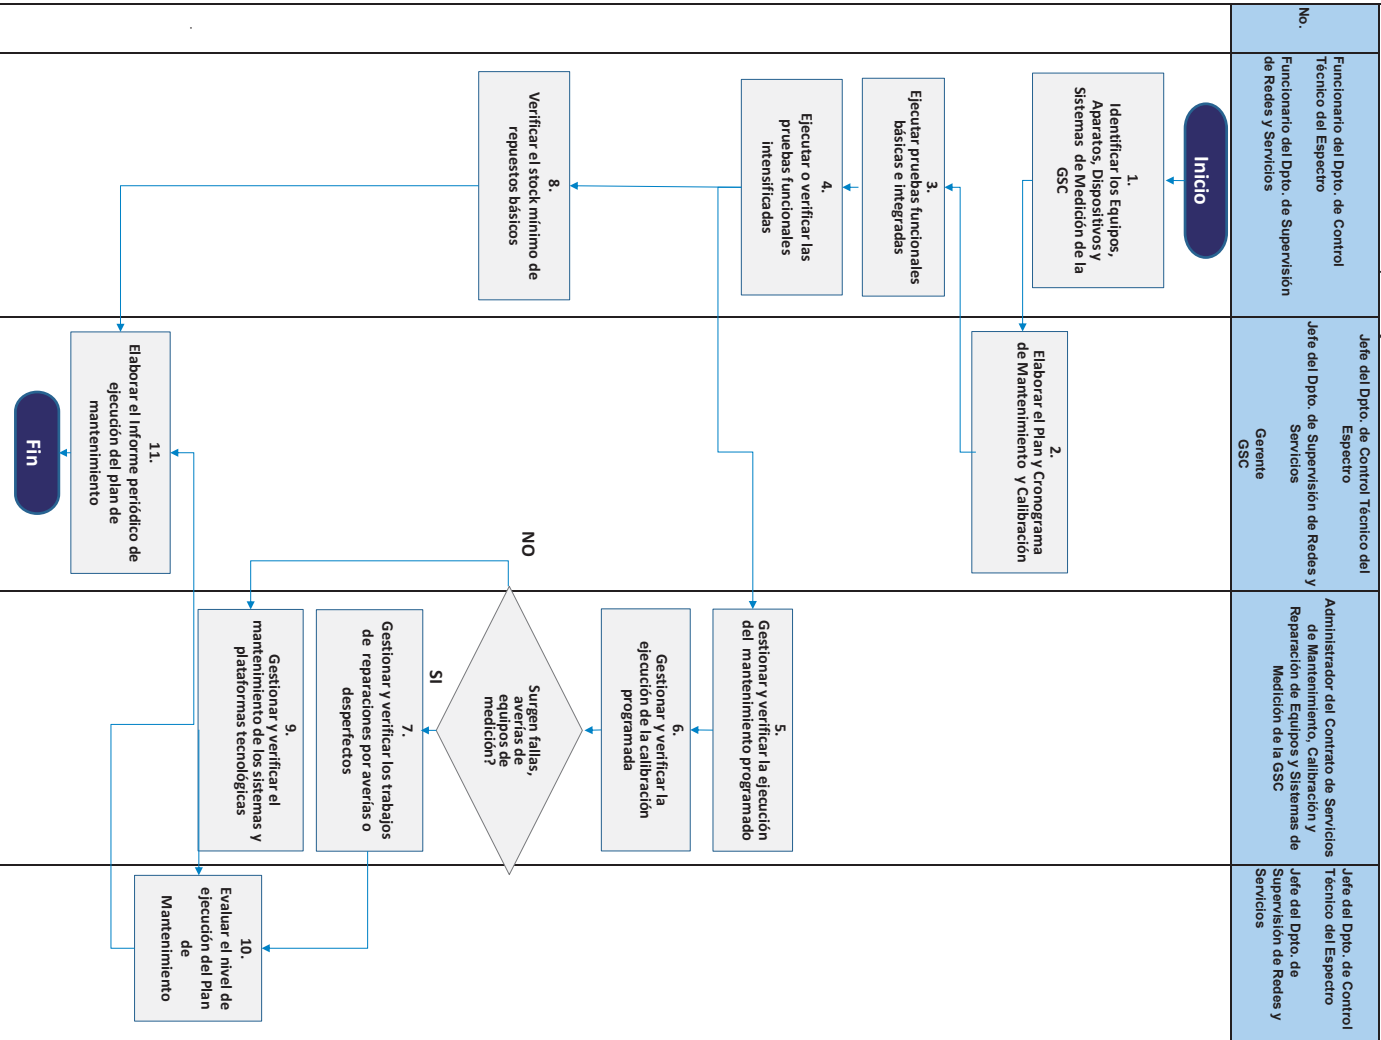 No.
Funcionario del Dpto. de Control
Técnico del Espectro
Funcionario del Dpto. de Supervisión
de Redes y Servicios
Jefe del Dpto. de Control Técnico del
Espectro
Jefe del Dpto. de Supervisión de Redes y
Servicios
Gerente
GSC
Administrador del Contrato de Servicios
de Mantenimiento, Calibración y
Reparación de Equipos y Sistemas de
Medición de la GSC
Jefe del Dpto. de Control
Técnico del Espectro
Jefe del Dpto. de
Supervisión de Redes y
Servicios
Inicio
1.
Identificar los Equipos,
Aparatos, Dispositivos y
Sistemas de Medición de la
GSC
2.
Elaborar el Plan y Cronograma
de Mantenimiento y Calibración
3.
Ejecutar pruebas funcionales
básicas e integradas
4.
Ejecutar o verificar las
pruebas funcionales
intensificadas
5.
Gestionar y verificar la ejecución
del mantenimiento programado
6.
Gestionar y verificar la
ejecución de la calibración
programada
Surgen fallas,
averías de
equipos de
medición?
NO
SI
7.
Gestionar y verificar los trabajos
de reparaciones por averías o
desperfectos
8.
Verificar el stock mínimo de
repuestos básicos
9.
Gestionar y verificar el
mantenimiento de los sistemas y
plataformas tecnológicas
10.
Evaluar el nivel de
ejecución del Plan
de
Mantenimiento
11.
Elaborar el Informe periódico de
ejecución del plan de
mantenimiento
Fin